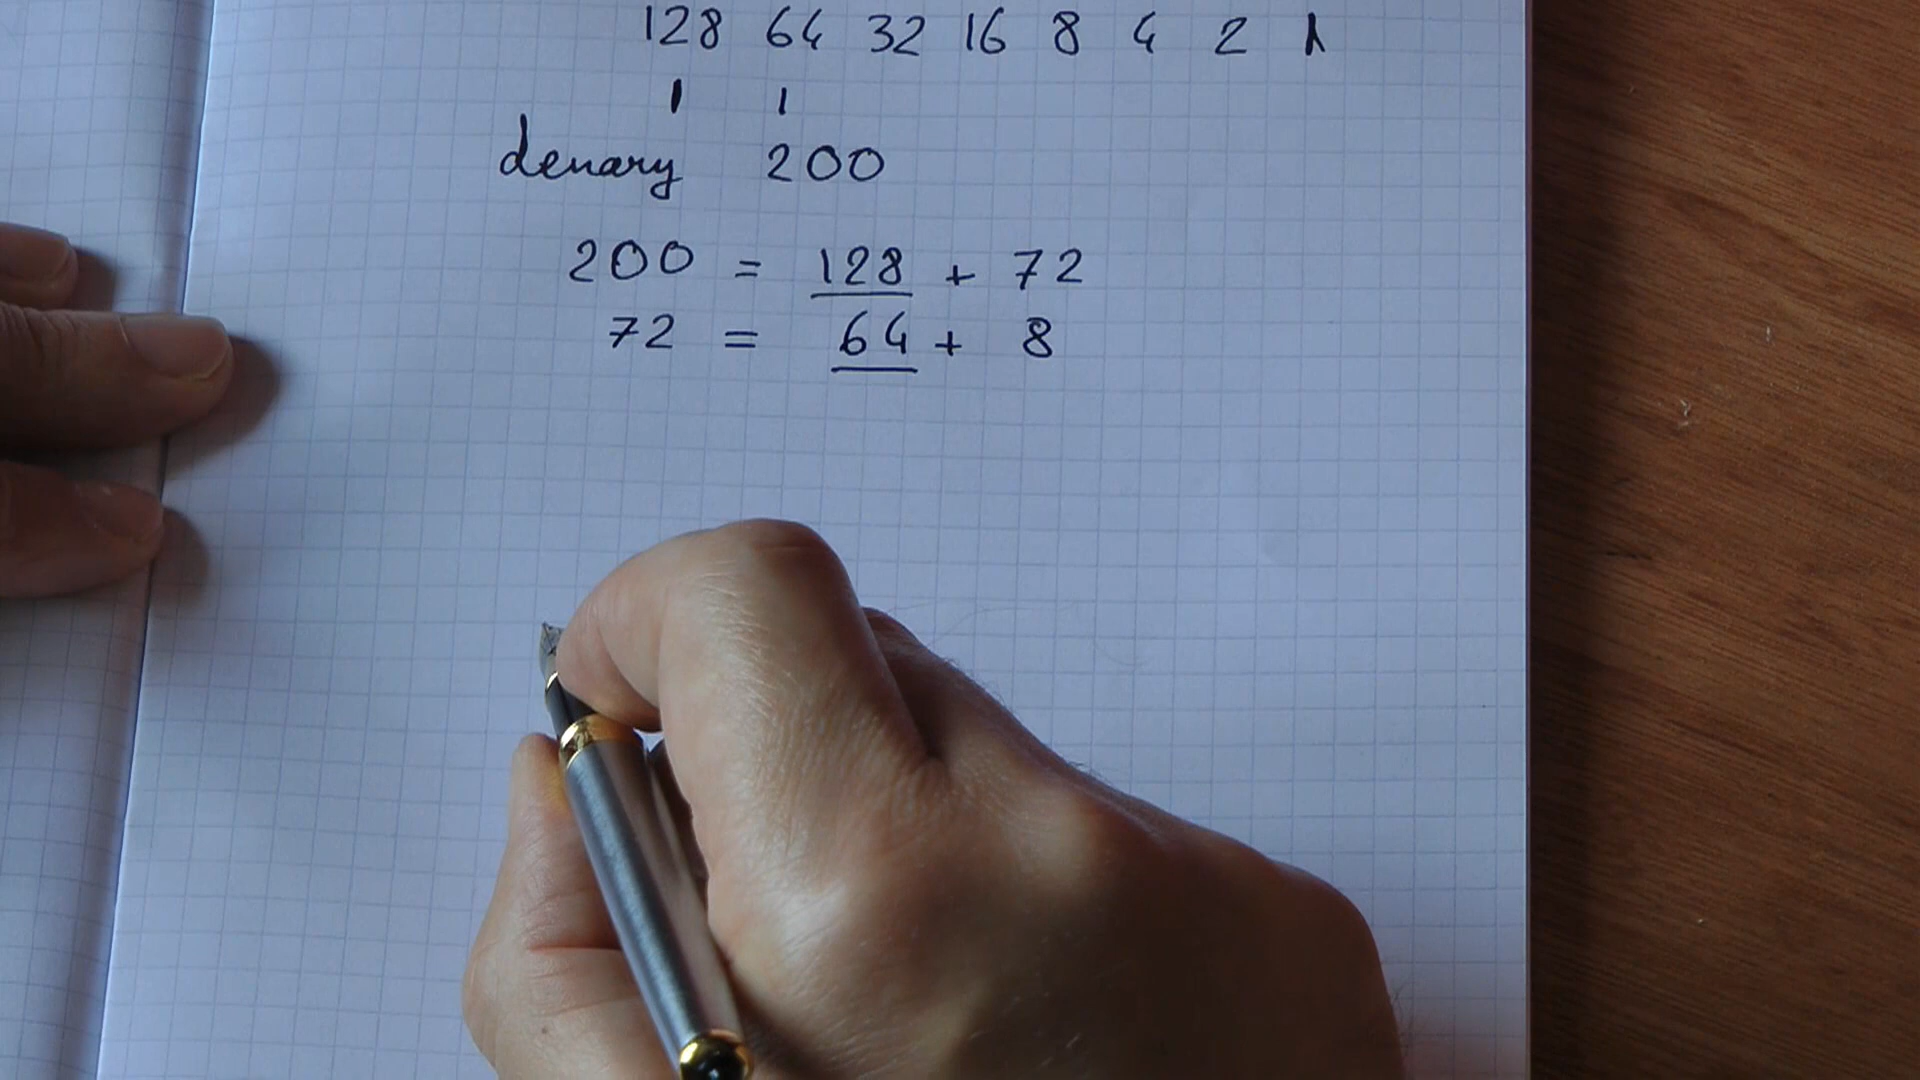 128 64 32 16 8 4 2 1
1 1
denary 200
200 = 128 + 72
72 = 64 + 8